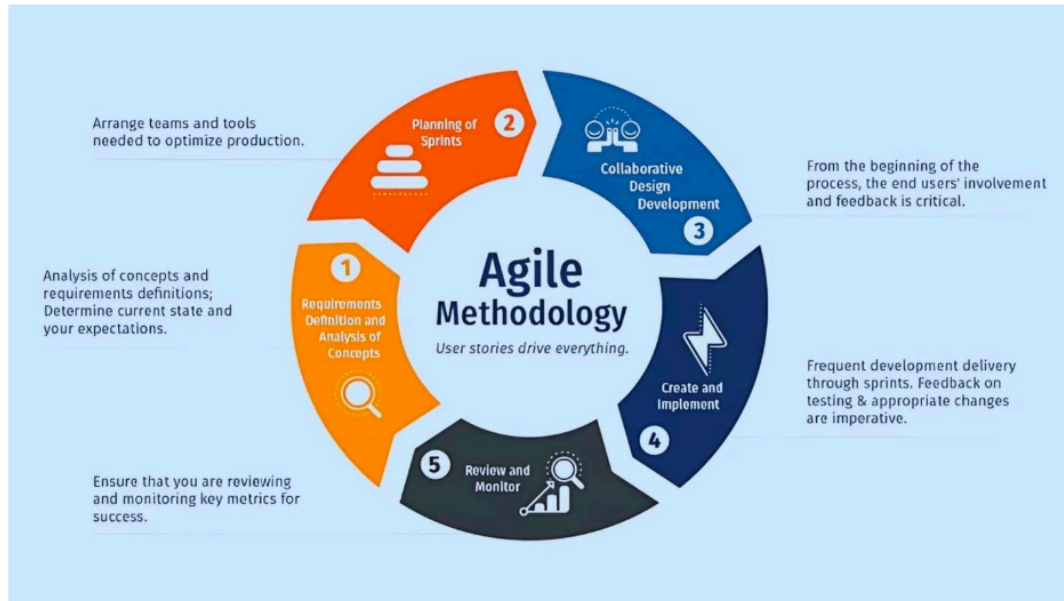 Agile
Methodology
User stories drive everything.
1
Requirements
Definition and
Analysis of
Concepts
Analysis of concepts and
requirements definitions;
Determine current state and
your expectations.
2
Planning of
Sprints
Arrange teams and tools
needed to optimize production.
Collaborative
Design
Development
3
From the beginning of the
process, the end users' involvement
and feedback is critical.
Create and
Implement
4
Frequent development delivery
through sprints. Feedback on
testing & appropriate changes
are imperative.
5
Review and
Monitor
Ensure that you are reviewing
and monitoring key metrics for
success.